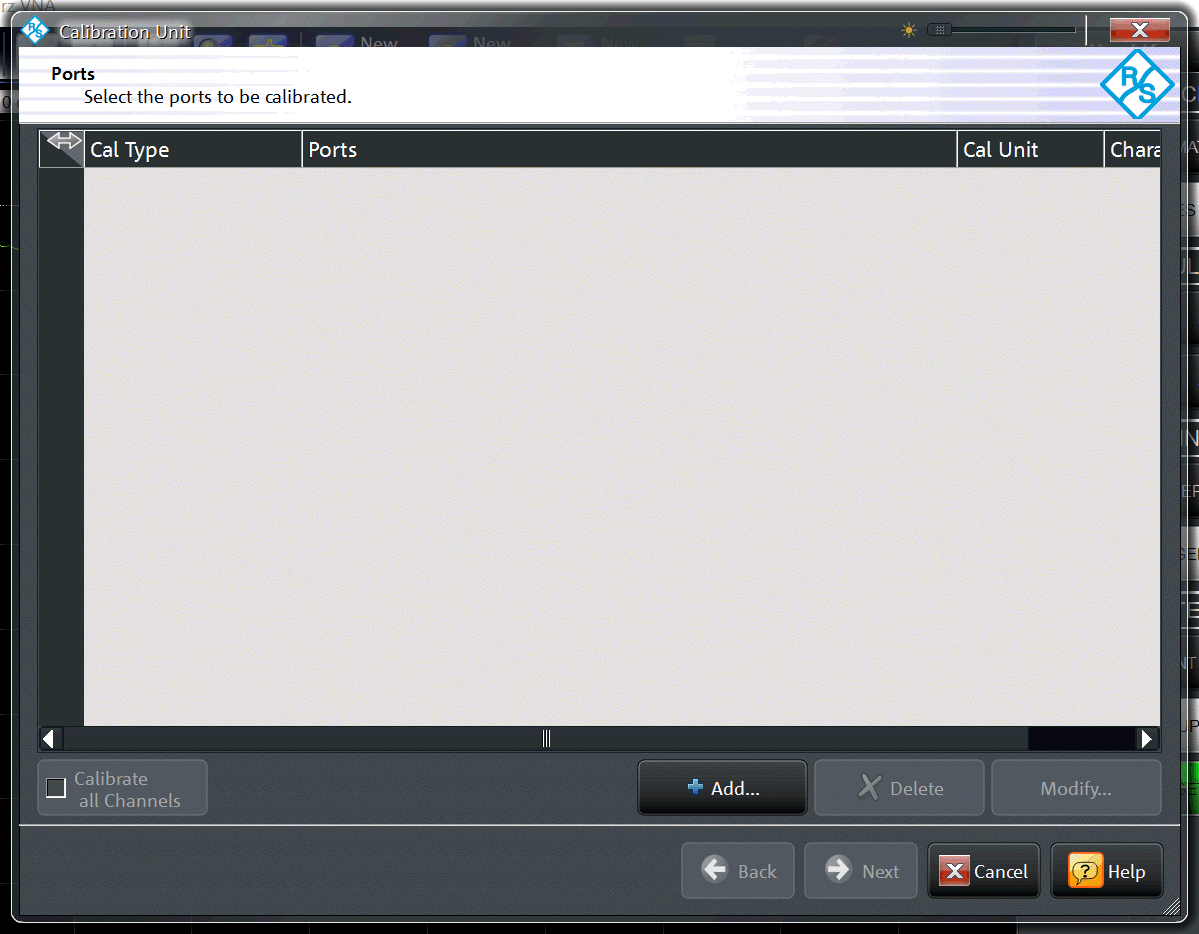 rz VNA
Calibration Unit
New
New
New
Ports
Select the ports to be calibrated.
R
S
Cal Type
Ports
Cal Unit
Chara
Calibrate
all Channels
Add...
Delete
Modify...
Back
Next
Cancel
Help